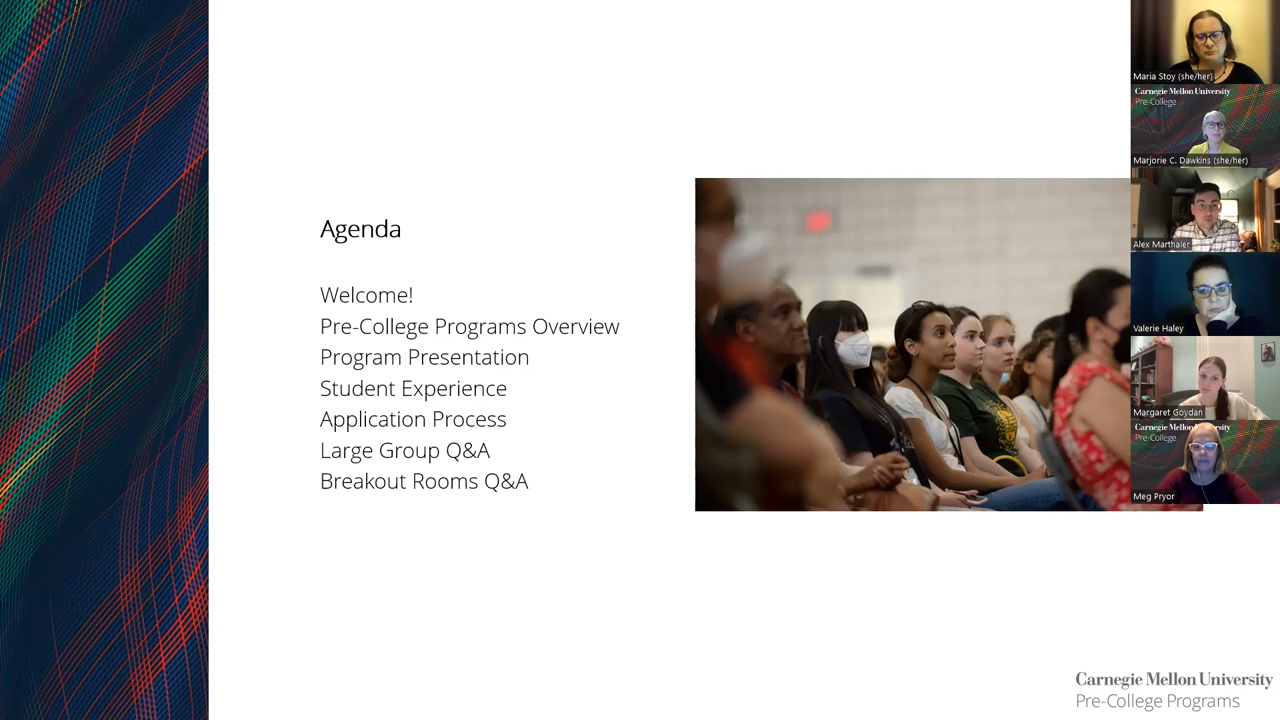 Agenda
Welcome!
Pre-College Programs Overview
Program Presentation
Student Experience
Application Process
Large Group Q&A
Breakout Rooms Q&A
Maria Stoy (she/her)
Carnegie Mellon University
Pre-College
Marjorie C. Dawkins (she/her)
Alex Marthaler
Valerie Haley
Margaret Goydan
Carnegie Mellon University
Pre-College
Meg Pryor
Carnegie Mellon University
Pre-College Programs